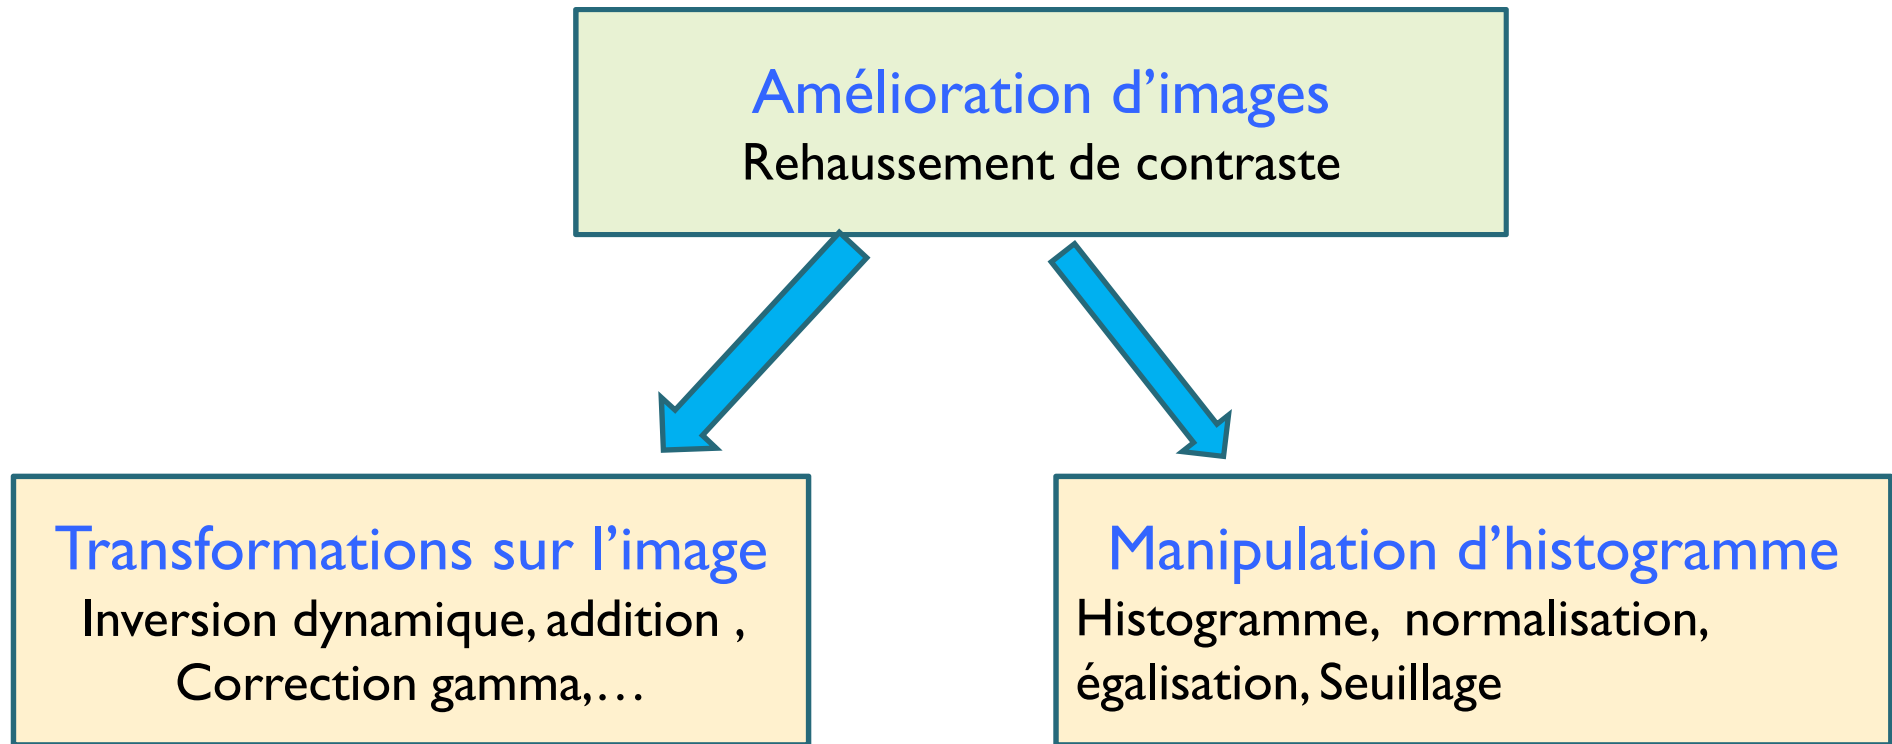 Amélioration d’images
Rehaussement de contraste
Transformations sur l’image
Inversion dynamique, addition ,
Correction gamma,…
Manipulation d’histogramme
Histogramme, normalisation,
égalisation, Seuillage